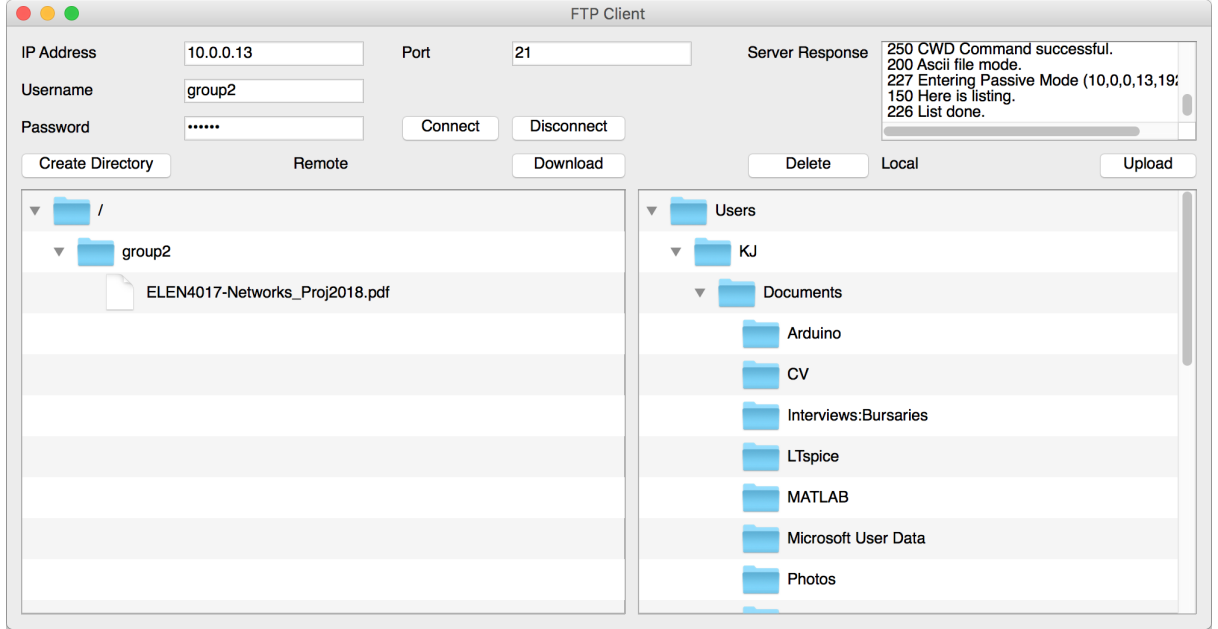 FTP Client
IP Address 10.0.0.13 Port 21 Server Response
250 CWD Command successful.
200 Ascii file mode.
227 Entering Passive Mode (10,0,0,13,192
150 Here is listing.
226 List done.
Username group2
Password ••••••
Connect Disconnect
Create Directory Remote Download Delete Local Upload
/
group2
ELEN4017-Networks_Proj2018.pdf
Users
KJ
Documents
Arduino
CV
Interviews:Bursaries
LTspice
MATLAB
Microsoft User Data
Photos